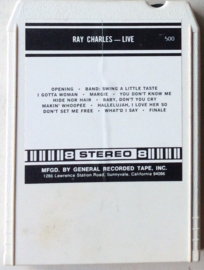 RAY CHARLES — LIVE
500
OPENING • BAND: SWING A LITTLE TASTE
I GOTTA WOMAN • MARGIE • YOU DON'T KNOW ME
HIDE NOR HAIR • BABY, DON'T YOU CRY
MAKIN' WHOOPEE • HALLELUJAH, I LOVE HER SO
DON'T SET ME FREE • WHAT'D I SAY • FINALE
8 STEREO 8
MFGD. BY GENERAL RECORDED TAPE, INC.
1286 Lawrence Station Road, Sunnyvale, California 94086